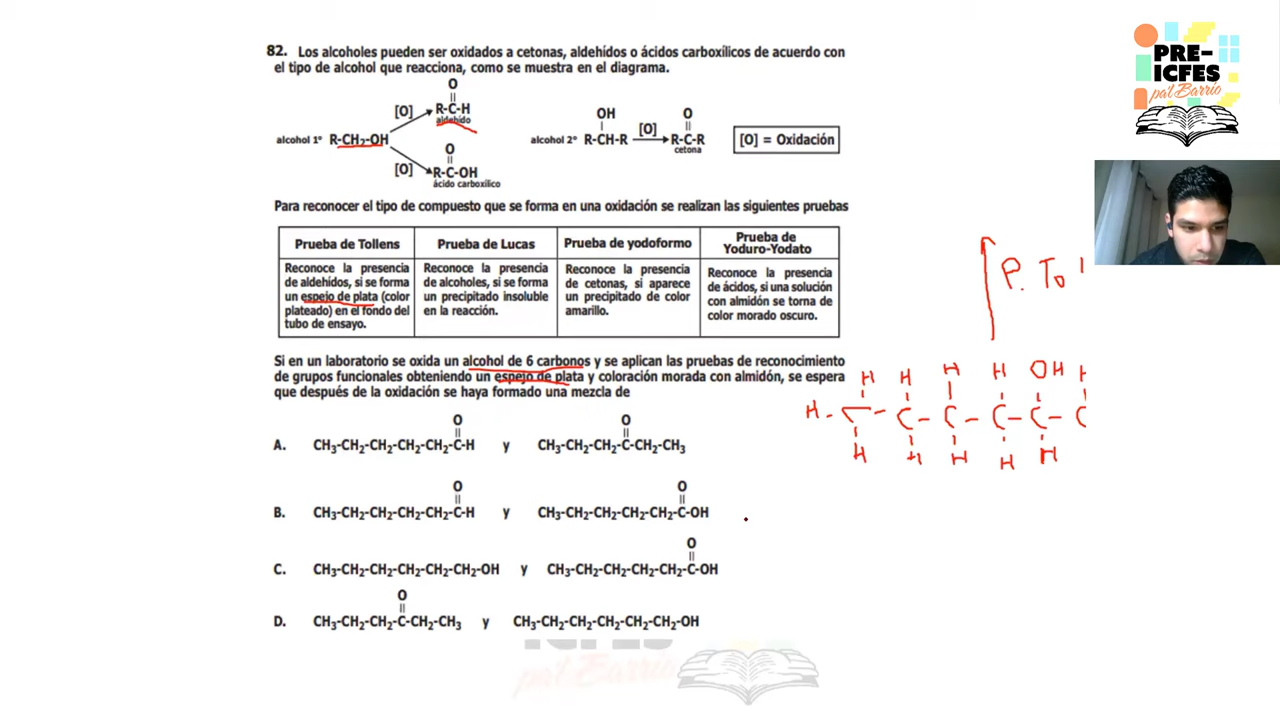 82. Los alcoholes pueden ser oxidados a cetonas, aldehídos o ácidos carboxílicos de acuerdo con
el tipo de alcohol que reacciona, como se muestra en el diagrama.
O
||
[O] R-C-H
aldehido
alcohol 1° R-CH₂-OH
O
||
[O] R-C-OH
ácido carboxílico
OH O
| ||
alcohol 2° R-CH-R [O] R-C-R
cetona
[O] = Oxidación
Para reconocer el tipo de compuesto que se forma en una oxidación se realizan las siguientes pruebas
Prueba de Tollens
Reconoce la presencia
de aldehídos, si se forma
un espejo de plata (color
plateado) en el fondo del
tubo de ensayo.
Prueba de Lucas
Reconoce la presencia
de alcoholes, si se forma
un precipitado insoluble
en la reacción.
Prueba de yodoformo
Reconoce la presencia
de cetonas, si aparece
un precipitado de color
amarillo.
Prueba de
Yoduro-Yodato
Reconoce la presencia
de ácidos, si una solución
con almidón se torna de
color morado oscuro.
Si en un laboratorio se oxida un alcohol de 6 carbonos y se aplican las pruebas de reconocimiento
de grupos funcionales obteniendo un espejo de plata y coloración morada con almidón, se espera
que después de la oxidación se haya formado una mezcla de
O O
|| ||
A. CH₃-CH₂-CH₂-CH₂-CH₂-C-H y CH₃-CH₂-CH₂-C-CH₂-CH₃
O O
|| ||
B. CH₃-CH₂-CH₂-CH₂-CH₂-C-H y CH₃-CH₂-CH₂-CH₂-CH₂-C-OH
O
||
C. CH₃-CH₂-CH₂-CH₂-CH₂-CH₂-OH y CH₃-CH₂-CH₂-CH₂-CH₂-C-OH
O
||
D. CH₃-CH₂-CH₂-C-CH₂-CH₃ y CH₃-CH₂-CH₂-CH₂-CH₂-CH₂-OH
PRE-
ICFES
pat Barrio
P. To
H H H H OH H
H - C - C - C - C - C - C
H H H H H
pat Barrio